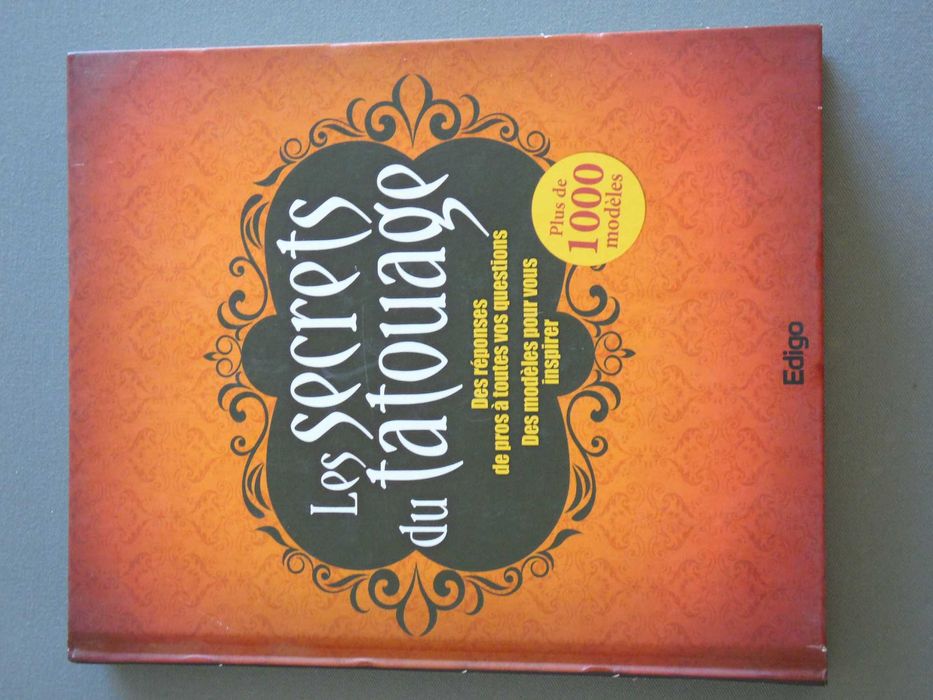 Les secrets
du tatouage
Des réponses
de pros à toutes vos questions
Des modèles pour vous
inspirer
Plus de
1000
modèles
Edigo